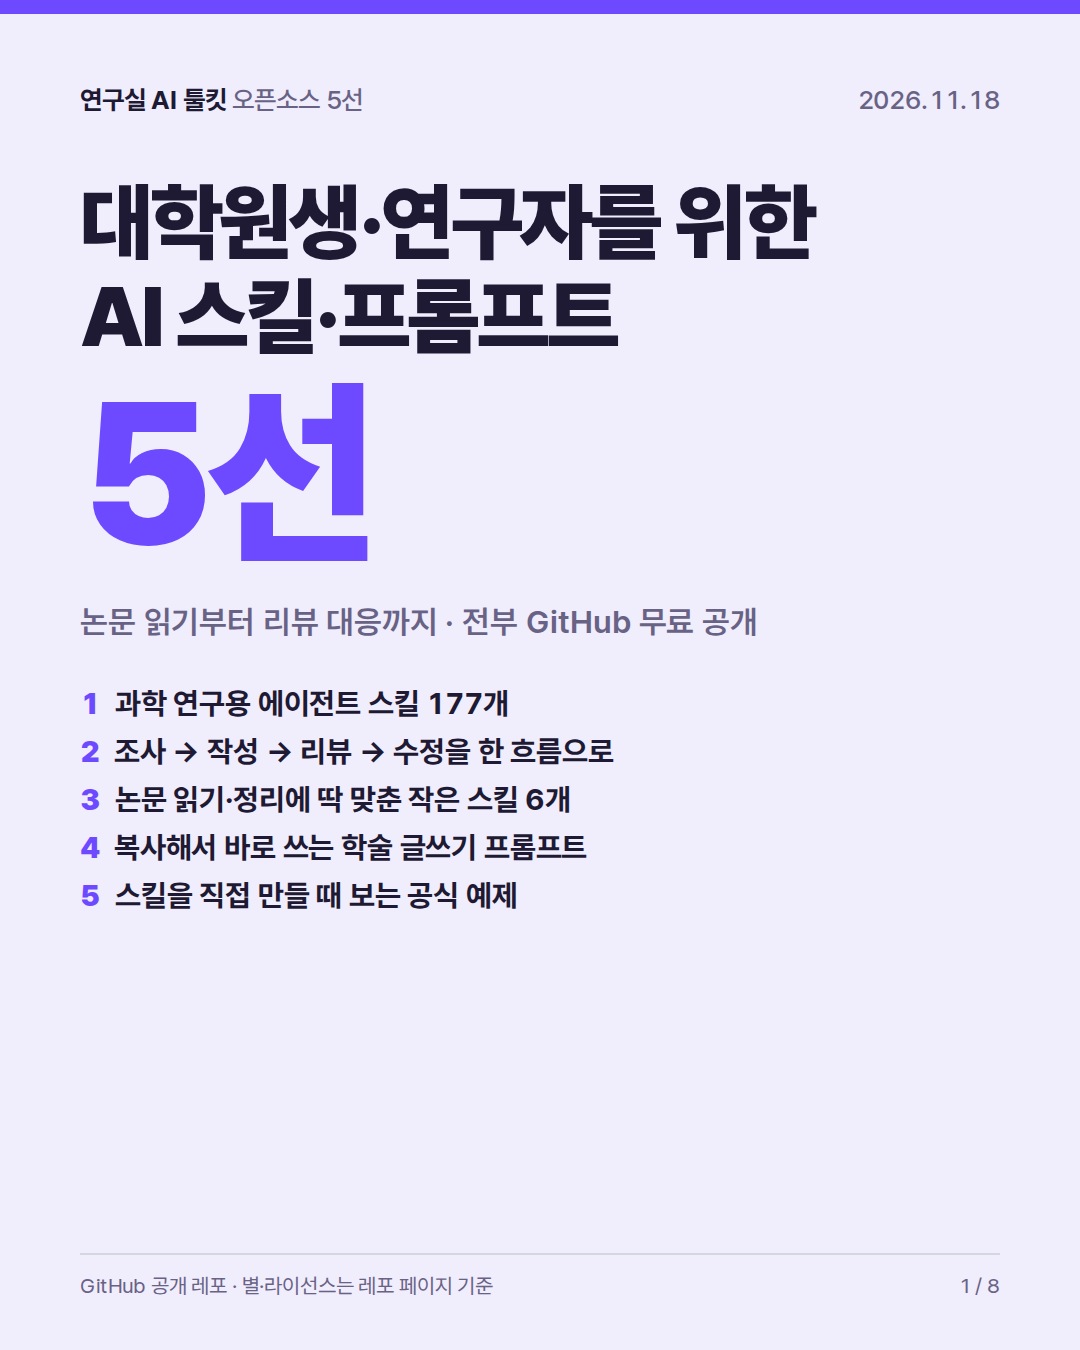 연구실 AI 툴킷 오픈소스 5선
2026.11.18
대학원생·연구자를 위한
AI 스킬·프롬프트
5선
논문 읽기부터 리뷰 대응까지 · 전부 GitHub 무료 공개
1 과학 연구용 에이전트 스킬 177개
2 조사 → 작성 → 리뷰 → 수정을 한 흐름으로
3 논문 읽기·정리에 딱 맞춘 작은 스킬 6개
4 복사해서 바로 쓰는 학술 글쓰기 프롬프트
5 스킬을 직접 만들 때 보는 공식 예제
GitHub 공개 레포 · 별·라이선스는 레포 페이지 기준
1 / 8